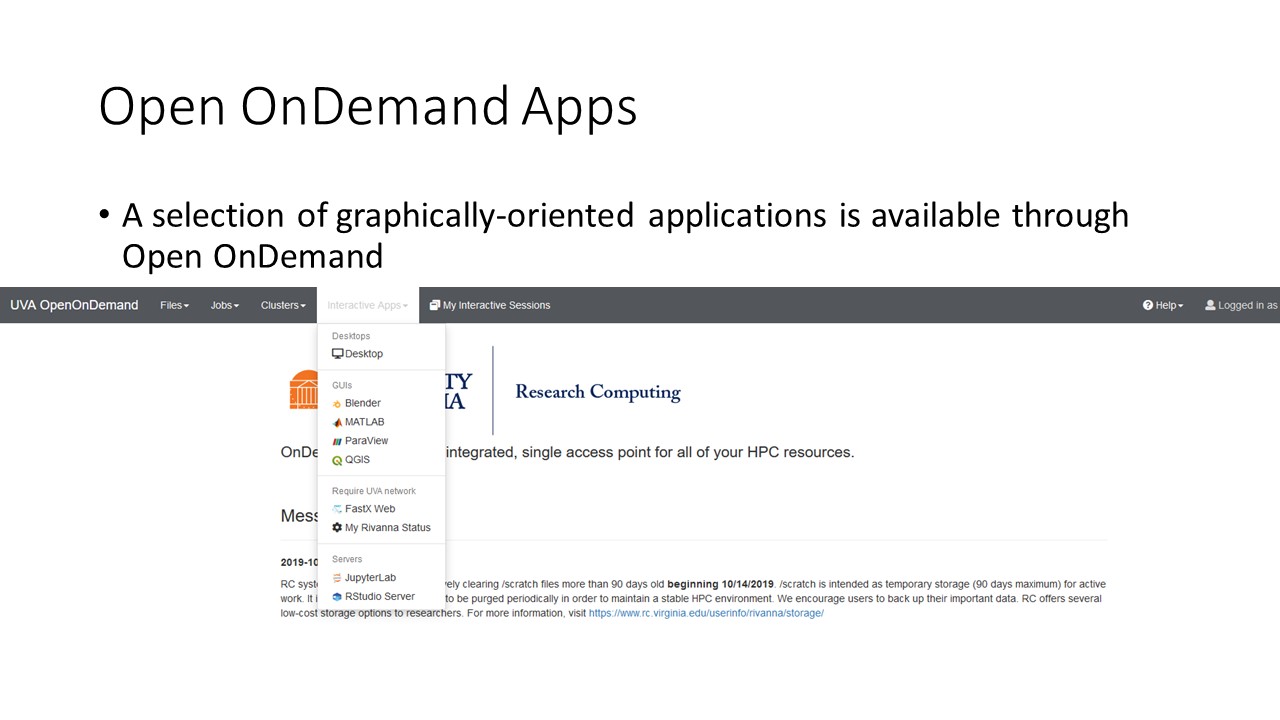 Open OnDemand Apps
• A selection of graphically-oriented applications is available through
Open OnDemand
UVA OpenOnDemand Files Jobs Clusters Interactive Apps My Interactive Sessions Help Logged in as
Desktops
Desktop
GUIs
Blender
MATLAB
ParaView
QGIS
Require UVA network
FastX Web
My Rivanna Status
Servers
JupyterLab
RStudio Server
TY
IA
Research Computing
OnDe integrated, single access point for all of your HPC resources.
Mess
2019-10
RC syste vely clearing /scratch files more than 90 days old beginning 10/14/2019. /scratch is intended as temporary storage (90 days maximum) for active
work. It i to be purged periodically in order to maintain a stable HPC environment. We encourage users to back up their important data. RC offers several
low-cost storage options to researchers. For more information, visit https://www.rc.virginia.edu/userinfo/rivanna/storage/